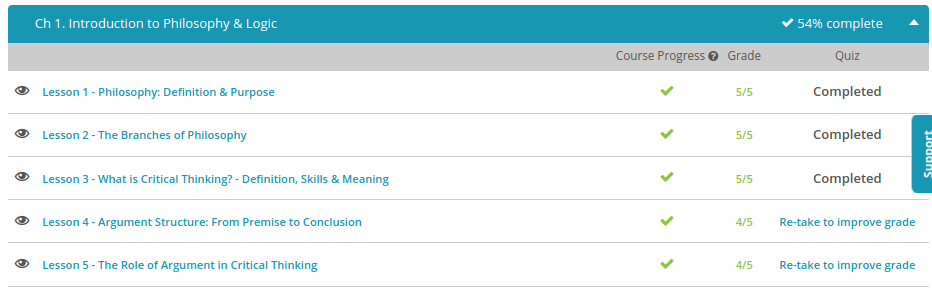 Ch 1. Introduction to Philosophy & Logic 54% complete
Course Progress Grade Quiz
Lesson 1 - Philosophy: Definition & Purpose 5/5 Completed
Lesson 2 - The Branches of Philosophy 5/5 Completed
Lesson 3 - What is Critical Thinking? - Definition, Skills & Meaning 5/5 Completed
Support
Lesson 4 - Argument Structure: From Premise to Conclusion 4/5 Re-take to improve grade
Lesson 5 - The Role of Argument in Critical Thinking 4/5 Re-take to improve grade